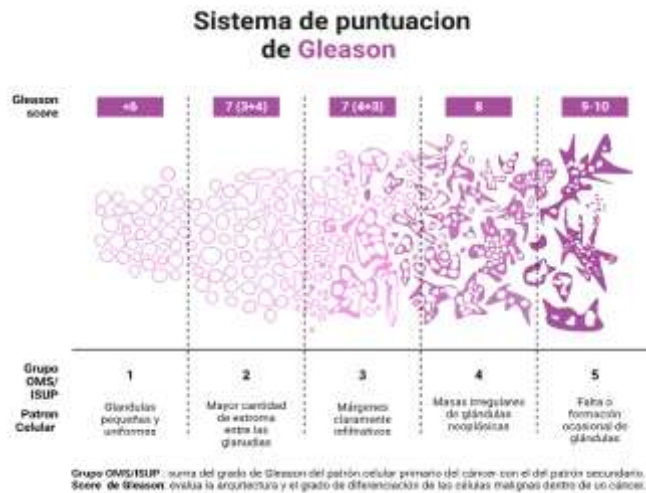 Sistema de puntuacion
de Gleason
Gleason
score
+6
7 (3+4)
7 (4+3)
8
9-10
Grupo
OMS/
ISUP
1
2
3
4
5
Patron
Celular
Glandulas
pequeñas y
uniformes
Mayor cantidad
de estroma
entre las
Márgenes
claramente
infiltrativos
Masas irregulares
de glándulas
neoplásicas
Falta o
formación
ocasional de
glándulas
Grupo OMS/ISUP: suma del grado de Gleason del patrón celular primario del cáncer con el del patrón secundario.
Score de Gleason: evalua la arquitectura y el grado de diferenciación de las células malignas dentro de un cáncer.